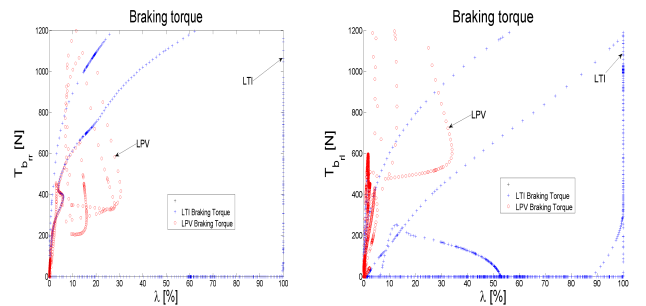 Braking torque
1200
1000
800
600
400
200
0
T_b_rr [N]
0 10 20 30 40 50 60 70 80 90 100
λ [%]
LTI
LPV
LTI Braking Torque
LPV Braking Torque
Braking torque
1200
1000
800
600
400
200
0
T_b_rl [N]
0 10 20 30 40 50 60 70 80 90 100
λ [%]
LTI
LPV
LTI Braking Torque
LPV Braking Torque